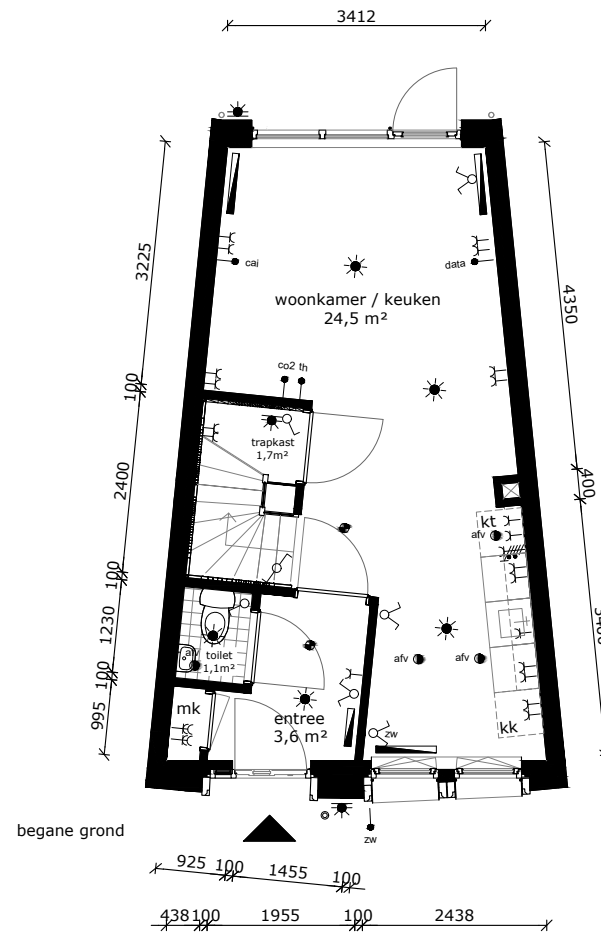 3412
3225
cai
data
4350
woonkamer / keuken
24,5 m²
co2 th
100
trapkast
1,7m²
2400
400
kt
afv
100
1230
toilet
1,1m²
afv
afv
100
995
mk
entree
3,6 m²
zw
kk
begane grond
zw
925 100 1455 100
438 100 1955 100 2438